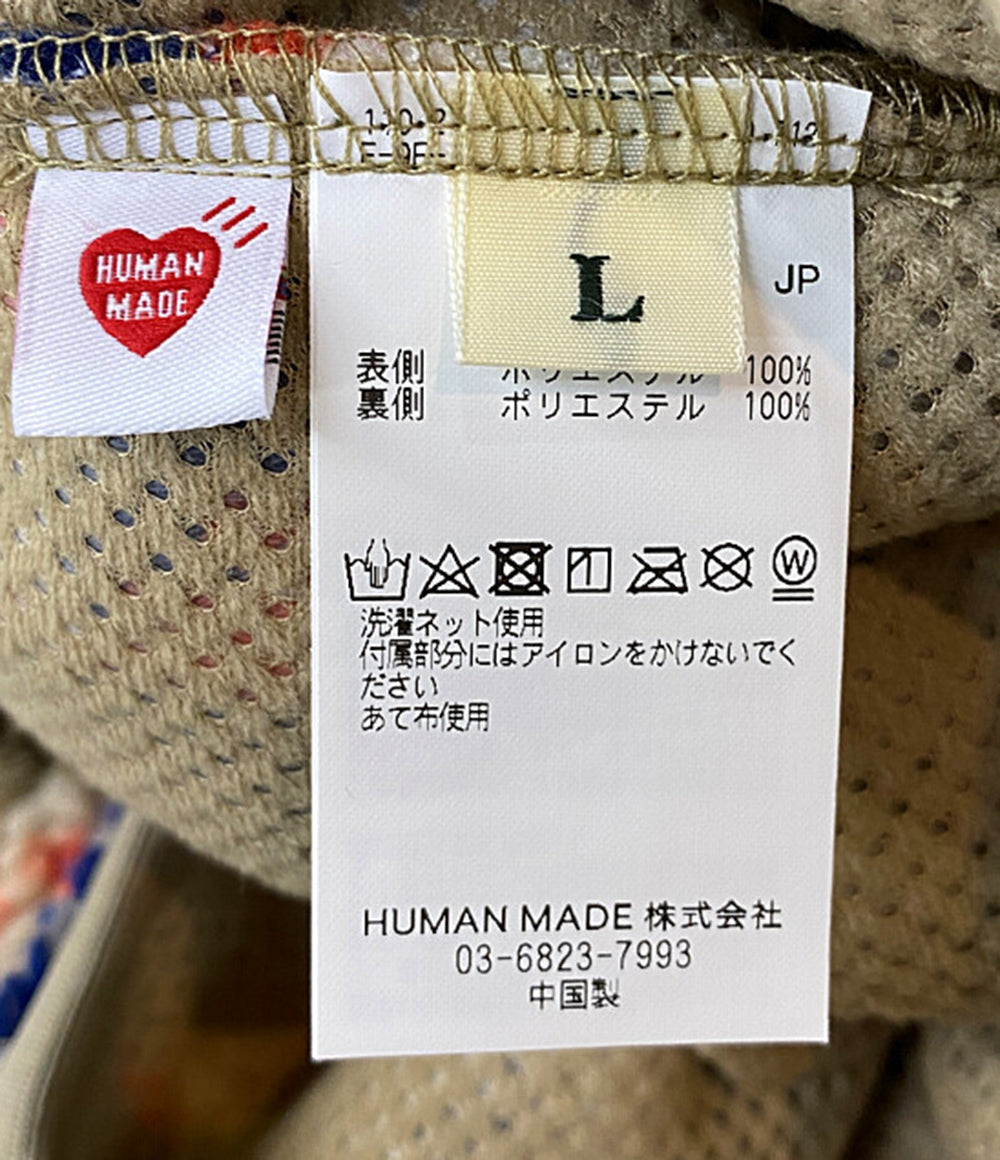 HUMAN
MADE
L
JP
表側 ポリエステル 100%
裏側 ポリエステル 100%
W
洗濯ネット使用
付属部分にはアイロンをかけないでく
ださい
あて布使用
HUMAN MADE 株式会社
03-6823-7993
中国製